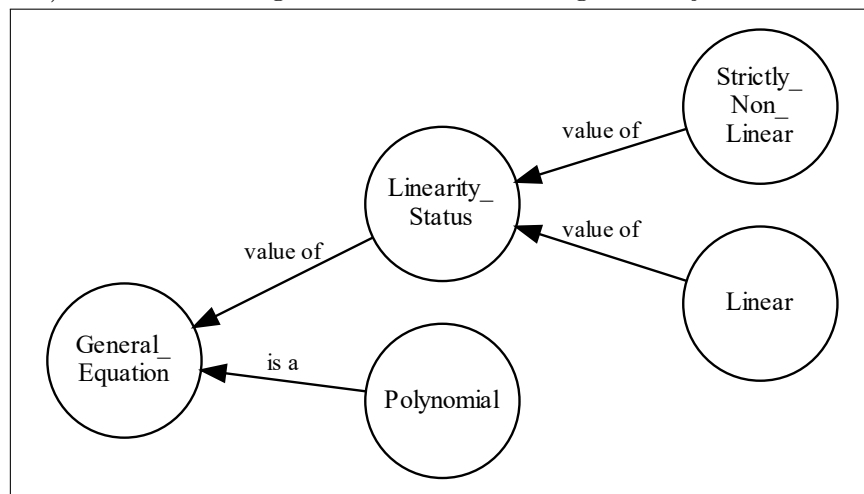 Strictly_
Non_
Linear
value of
Linearity_
Status
value of
value of
Linear
General_
Equation
is a
Polynomial